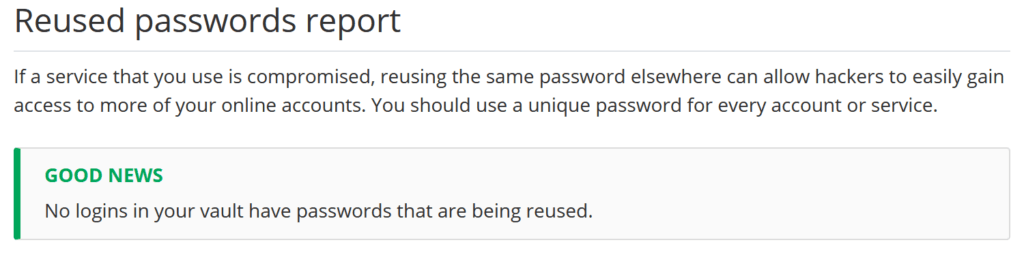 Reused passwords report
If a service that you use is compromised, reusing the same password elsewhere can allow hackers to easily gain
access to more of your online accounts. You should use a unique password for every account or service.
GOOD NEWS
No logins in your vault have passwords that are being reused.